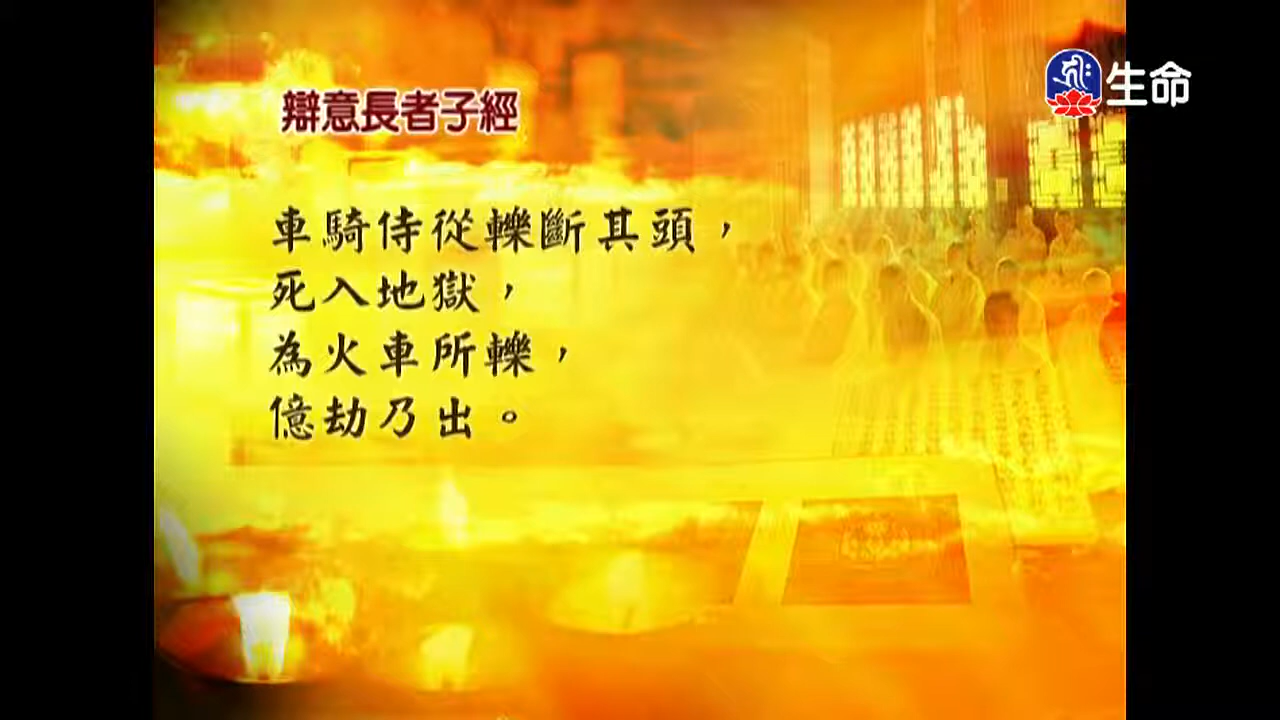 生命
辯意長者子經
車騎侍從轢斷其頭，
死入地獄，
為火車所轢，
億劫乃出。